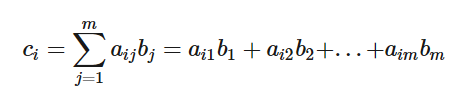 $c_i = \sum_{j=1}^{m} a_{ij} b_j = a_{i1} b_1 + a_{i2} b_2 + \ldots + a_{im} b_m$